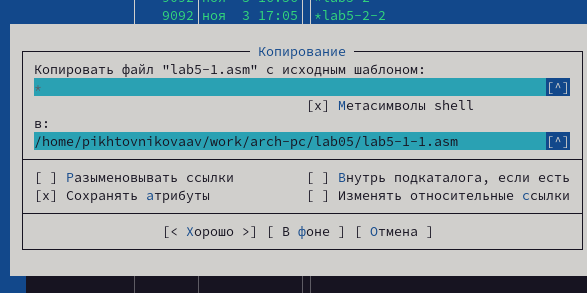 9092 ноя 3 17:05 *lab5-2-2
Копирование
Копировать файл "lab5-1.asm" с исходным шаблоном:
* [^]
[x] Метасимволы shell
в:
/home/pikhtovnikovaav/work/arch-pc/lab05/lab5-1-1.asm [^]
[ ] Разыменовывать ссылки [ ] Внутрь подкаталога, если есть
[x] Сохранять атрибуты [ ] Изменять относительные ссылки
[< Хорошо >] [ В фоне ] [ Отмена ]